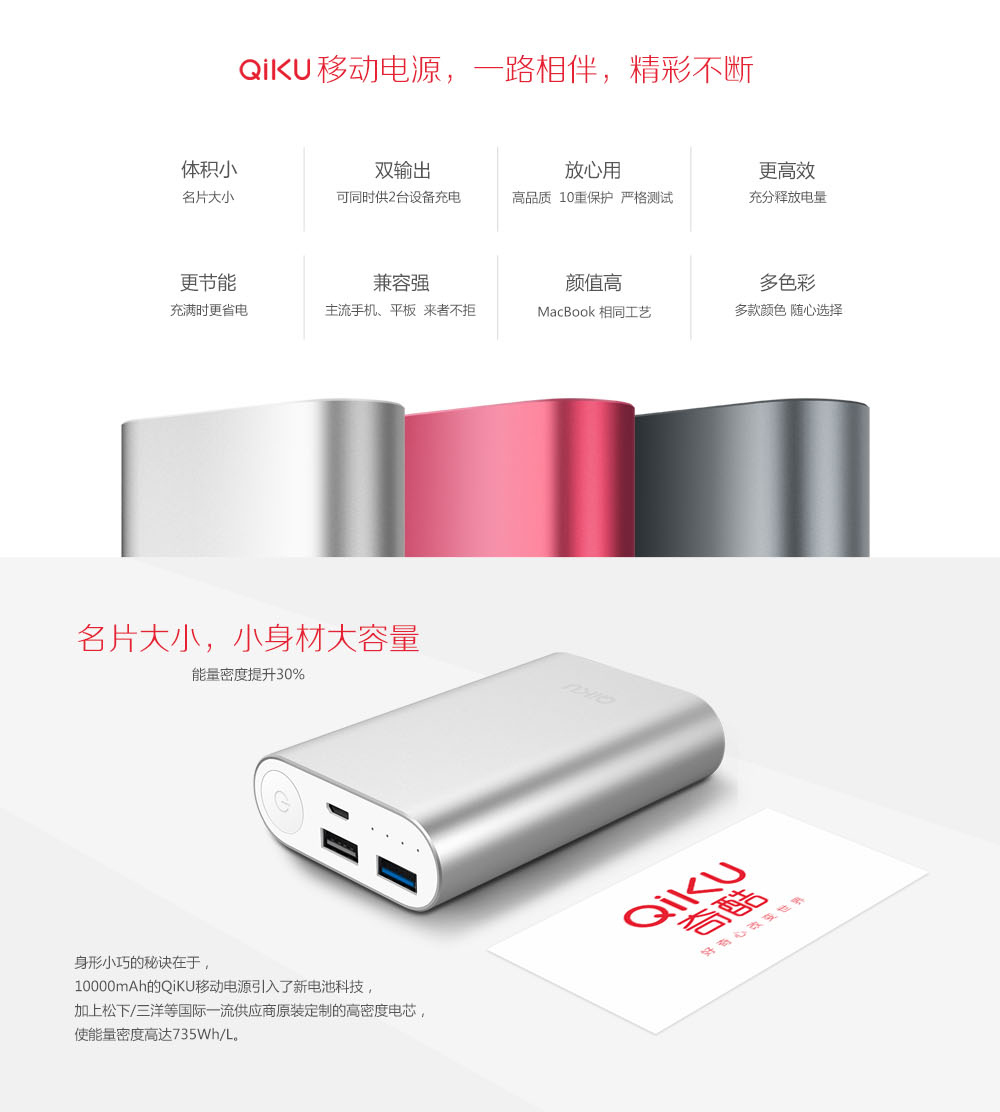 QiKU 移动电源，一路相伴，精彩不断
体积小
名片大小
双输出
可同时供2台设备充电
放心用
高品质 10重保护 严格测试
更高效
充分释放电量
更节能
充满时更省电
兼容强
主流手机、平板 来者不拒
颜值高
MacBook 相同工艺
多色彩
多款颜色 随心选择
名片大小，小身材大容量
能量密度提升30%
QiKU
QiKU
奇酷
好奇心改变世界
身形小巧的秘诀在于，
10000mAh的QiKU移动电源引入了新电池科技，
加上松下/三洋等国际一流供应商原装定制的高密度电芯，
使能量密度高达735Wh/L。